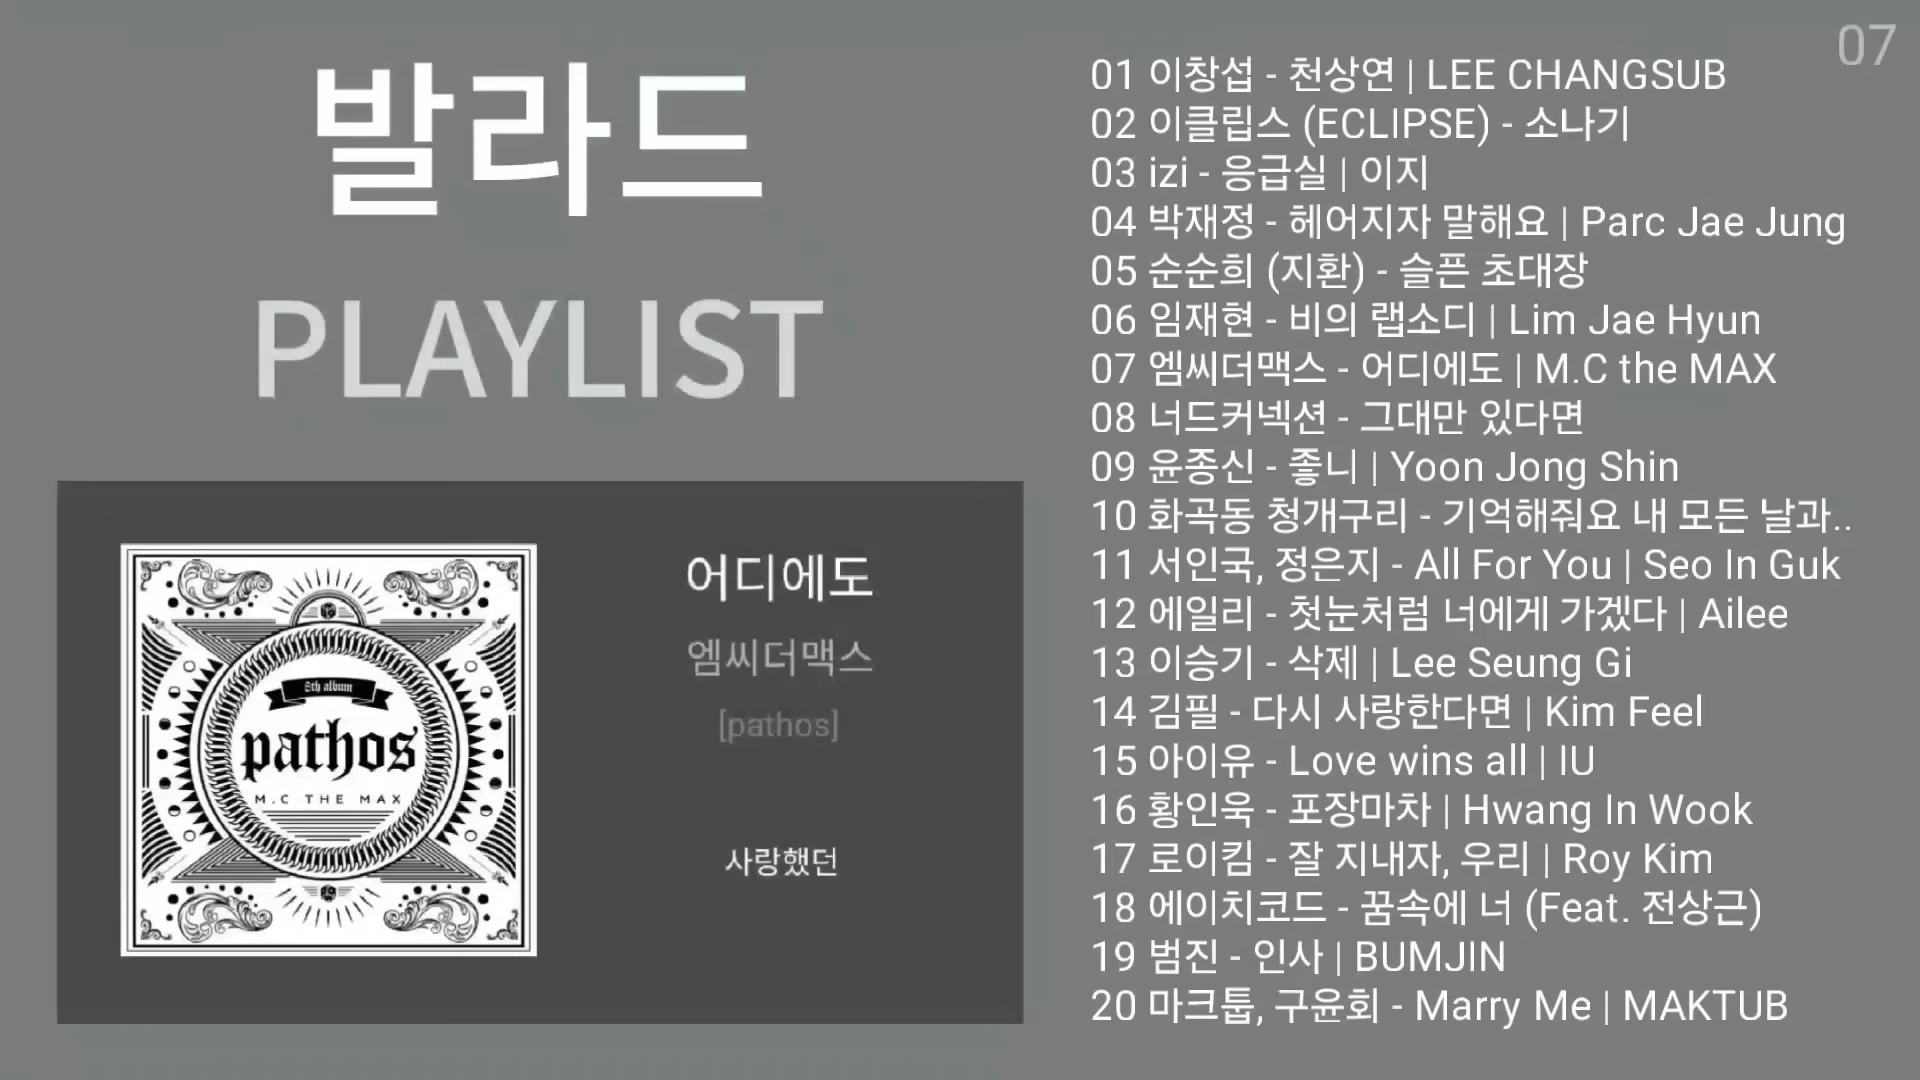 발라드
PLAYLIST
8th album
pathos
M.C THE MAX
어디에도
엠씨더맥스
[pathos]
사랑했던
07
01 이창섭 - 천상연 | LEE CHANGSUB
02 이클립스 (ECLIPSE) - 소나기
03 izi - 응급실 | 이지
04 박재정 - 헤어지자 말해요 | Parc Jae Jung
05 순순희 (지환) - 슬픈 초대장
06 임재현 - 비의 랩소디 | Lim Jae Hyun
07 엠씨더맥스 - 어디에도 | M.C the MAX
08 너드커넥션 - 그대만 있다면
09 윤종신 - 좋니 | Yoon Jong Shin
10 화곡동 청개구리 - 기억해줘요 내 모든 날과..
11 서인국, 정은지 - All For You | Seo In Guk
12 에일리 - 첫눈처럼 너에게 가겠다 | Ailee
13 이승기 - 삭제 | Lee Seung Gi
14 김필 - 다시 사랑한다면 | Kim Feel
15 아이유 - Love wins all | IU
16 황인욱 - 포장마차 | Hwang In Wook
17 로이킴 - 잘 지내자, 우리 | Roy Kim
18 에이치코드 - 꿈속에 너 (Feat. 전상근)
19 범진 - 인사 | BUMJIN
20 마크툽, 구윤회 - Marry Me | MAKTUB